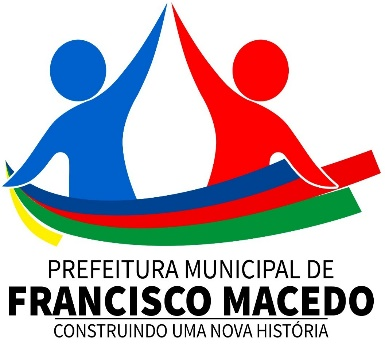 PREFEITURA MUNICIPAL DE
FRANCISCO MACEDO
CONSTRUINDO UMA NOVA HISTÓRIA